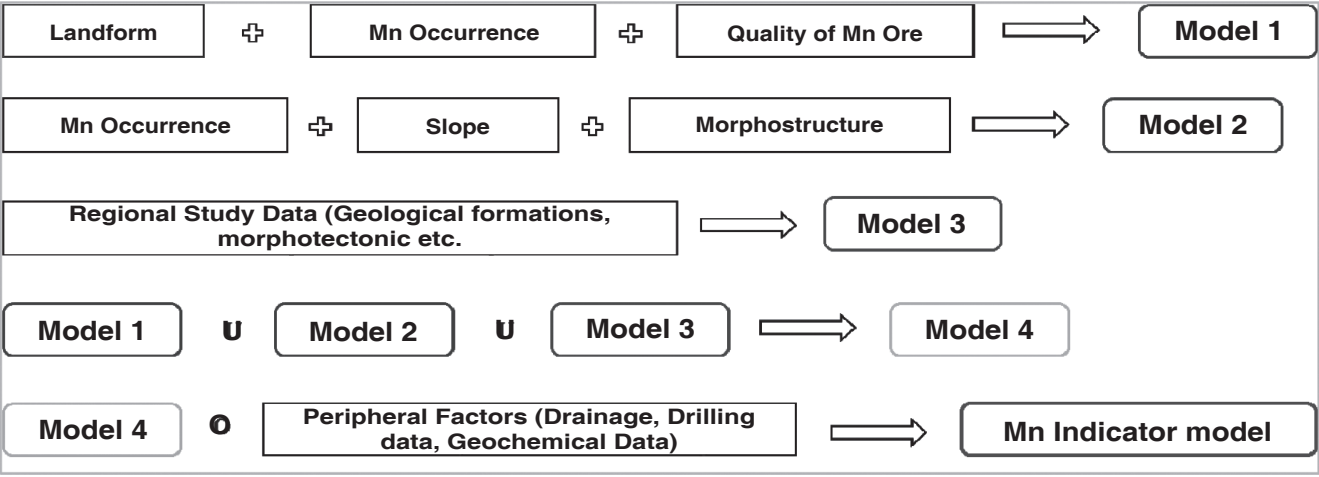 Landform Mn Occurrence Quality of Mn Ore Model 1
Mn Occurrence Slope Morphostructure Model 2
Regional Study Data (Geological formations,
morphotectonic etc.
Model 3
Model 1 U Model 2 U Model 3 Model 4
Model 4 O
Peripheral Factors (Drainage, Drilling
data, Geochemical Data)
Mn Indicator model